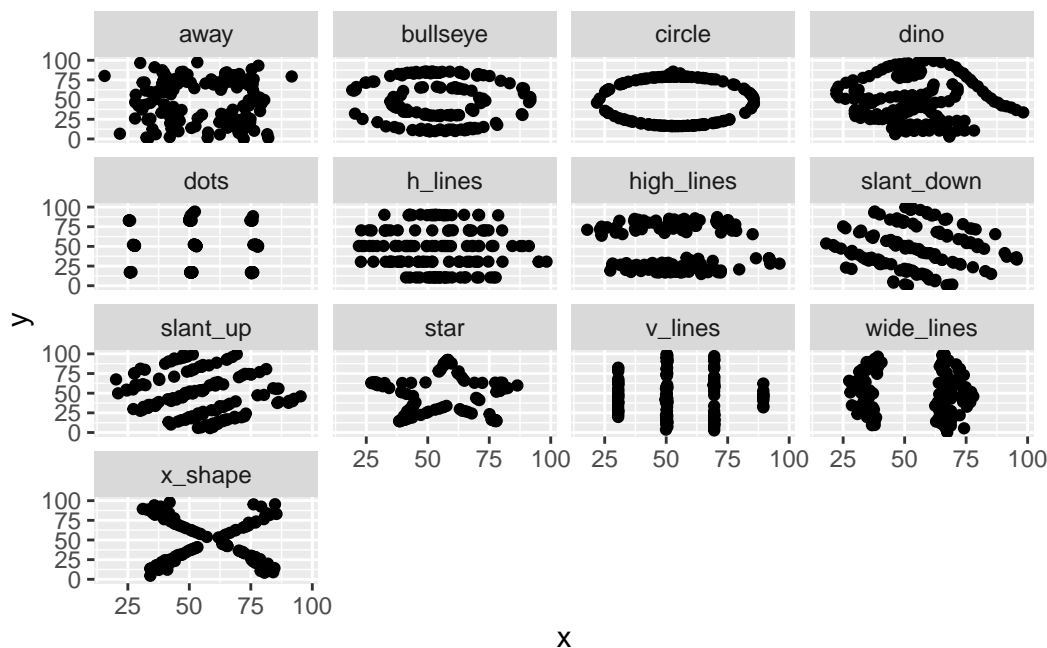 away bullseye circle dino
100
75
50
25
0
dots h_lines high_lines slant_down
100
75
50
25
0
slant_up star v_lines wide_lines
100
75
50
25
0
25 50 75 100 25 50 75 100 25 50 75 100
x_shape
100
75
50
25
0
25 50 75 100
x
y